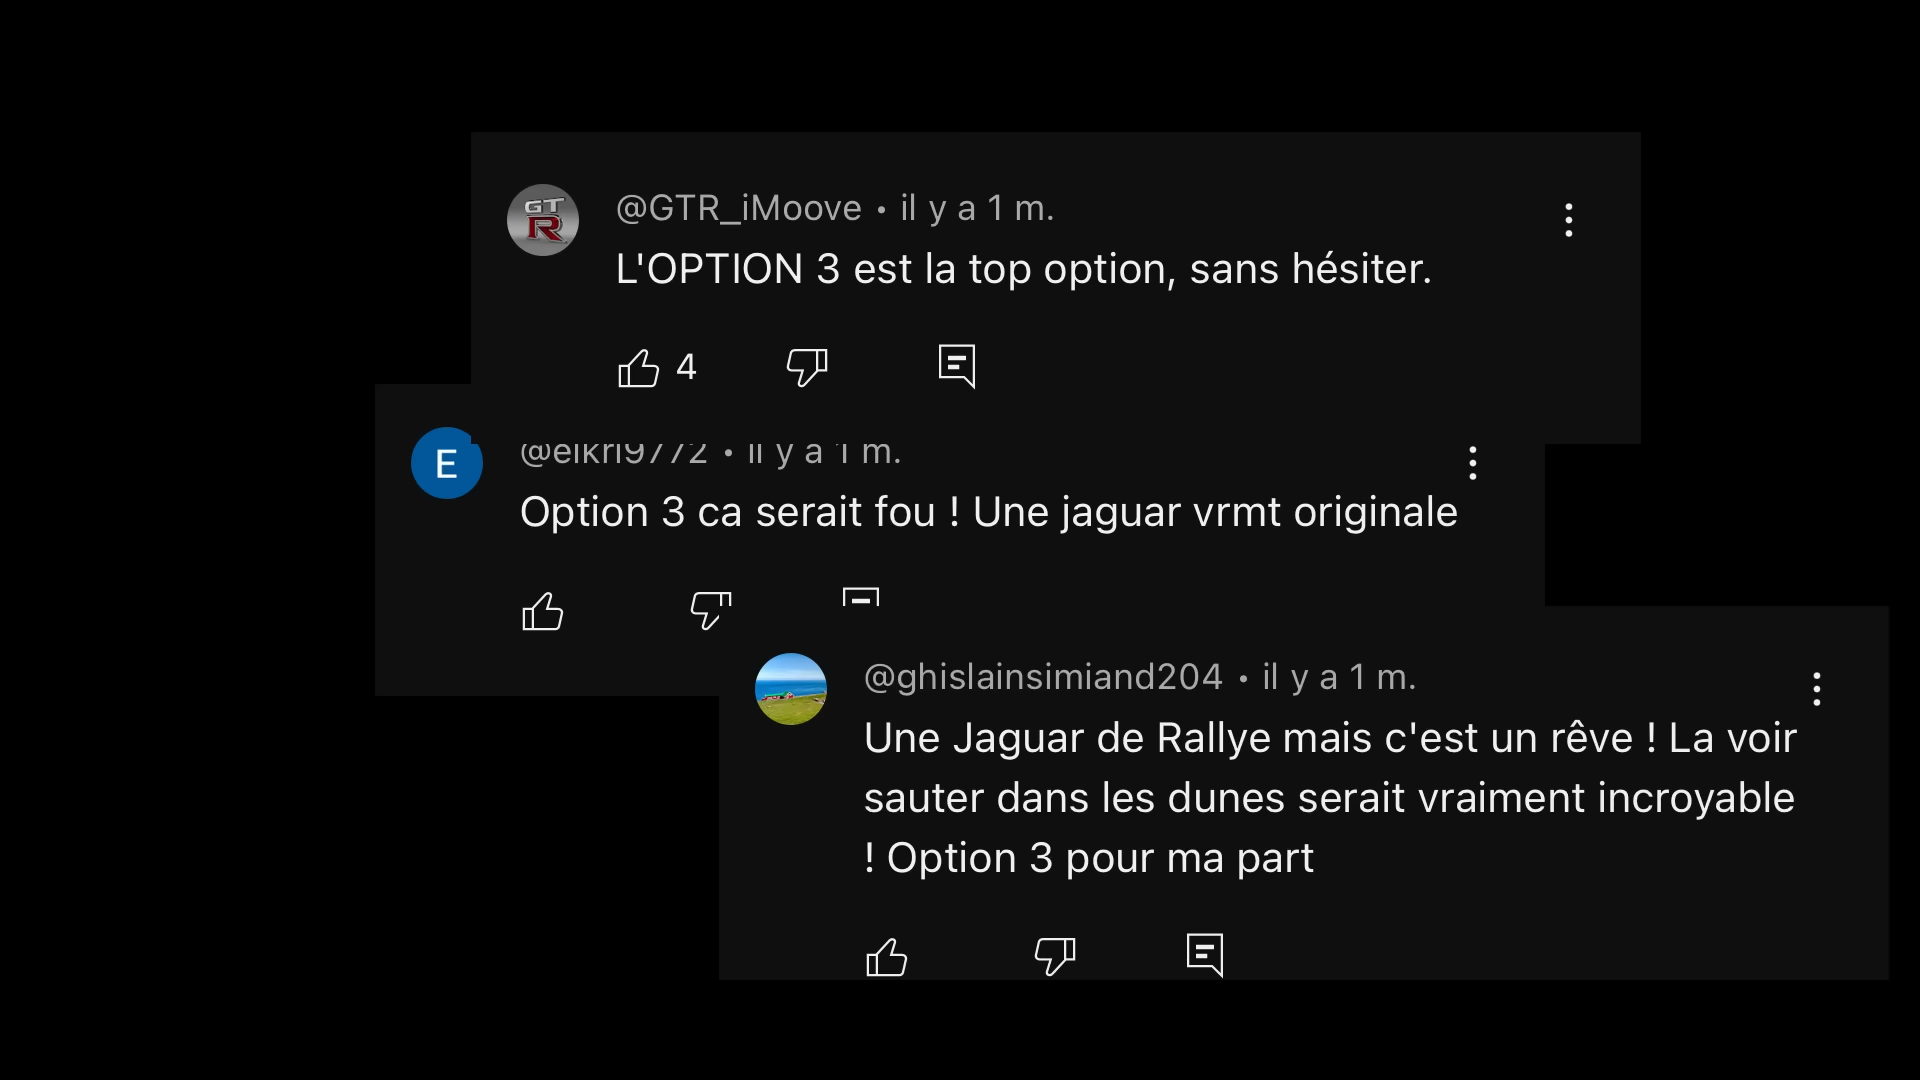 GT
R
@GTR_iMoove • il y a 1 m.
L'OPTION 3 est la top option, sans hésiter.
4
E
@elkri9772 • il y a 1 m.
Option 3 ca serait fou ! Une jaguar vrmt originale
@ghislainsimiand204 • il y a 1 m.
Une Jaguar de Rallye mais c'est un rêve ! La voir
sauter dans les dunes serait vraiment incroyable
! Option 3 pour ma part